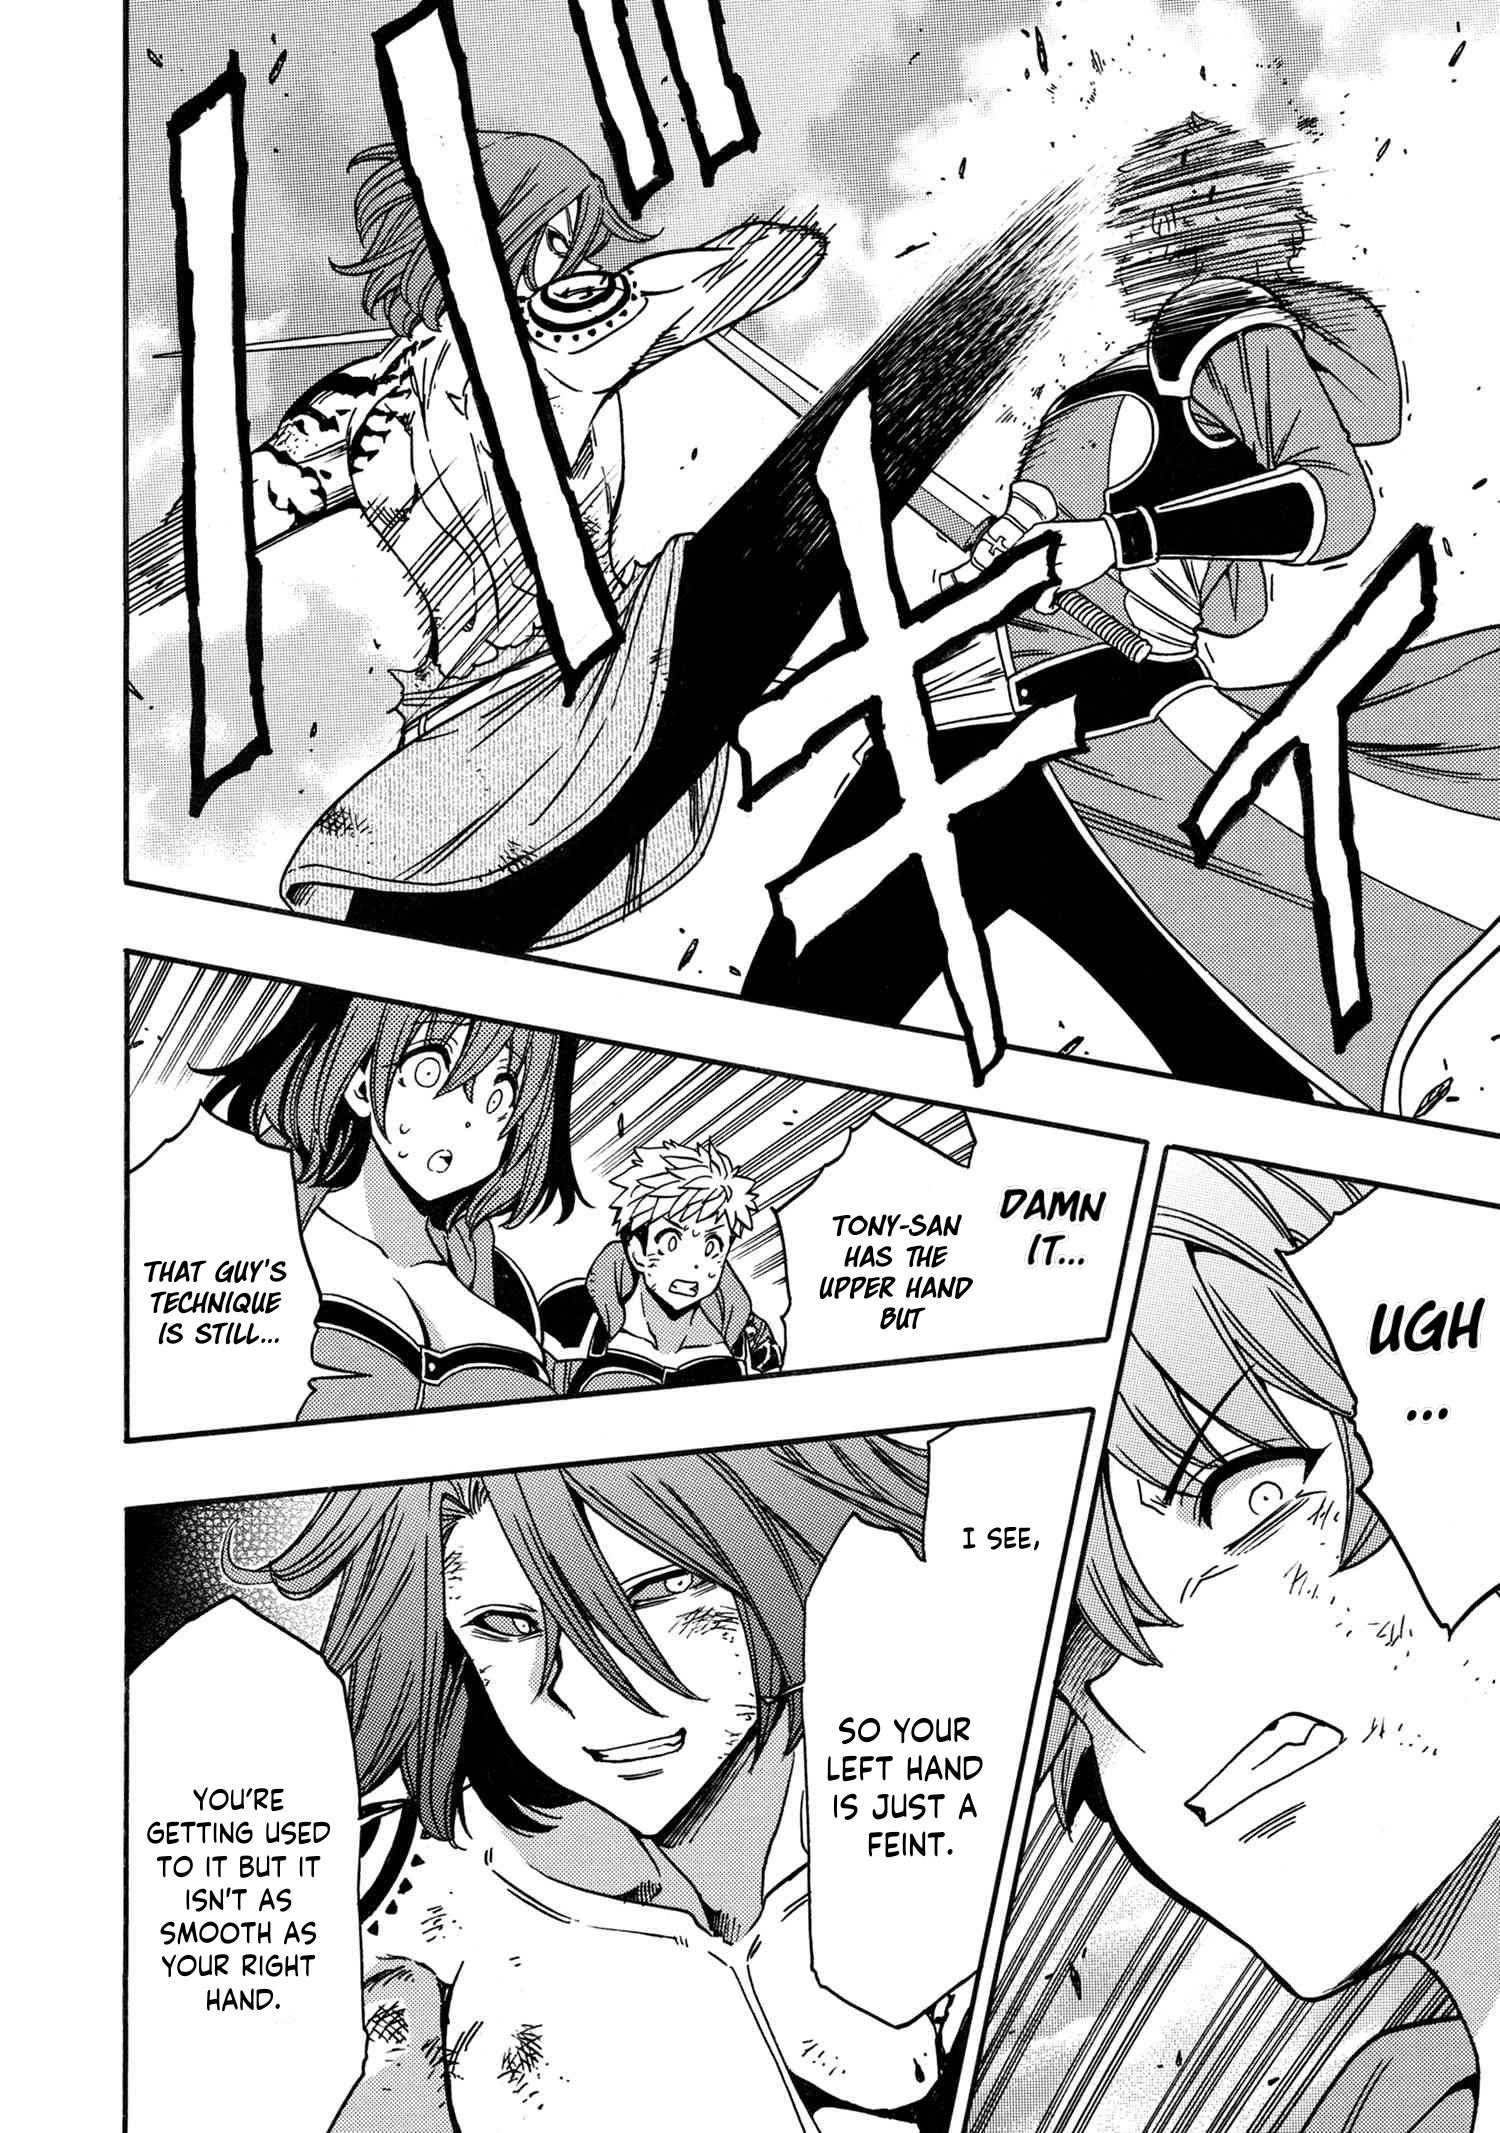 ギイ
||||
UGH
...
DAMN
IT...
TONY-SAN
HAS THE
UPPER HAND
BUT
THAT GUY'S
TECHNIQUE
IS STILL...
I SEE,
SO YOUR
LEFT HAND
IS JUST A
FEINT.
YOU'RE
GETTING USED
TO IT BUT IT
ISN'T AS
SMOOTH AS
YOUR RIGHT
HAND.